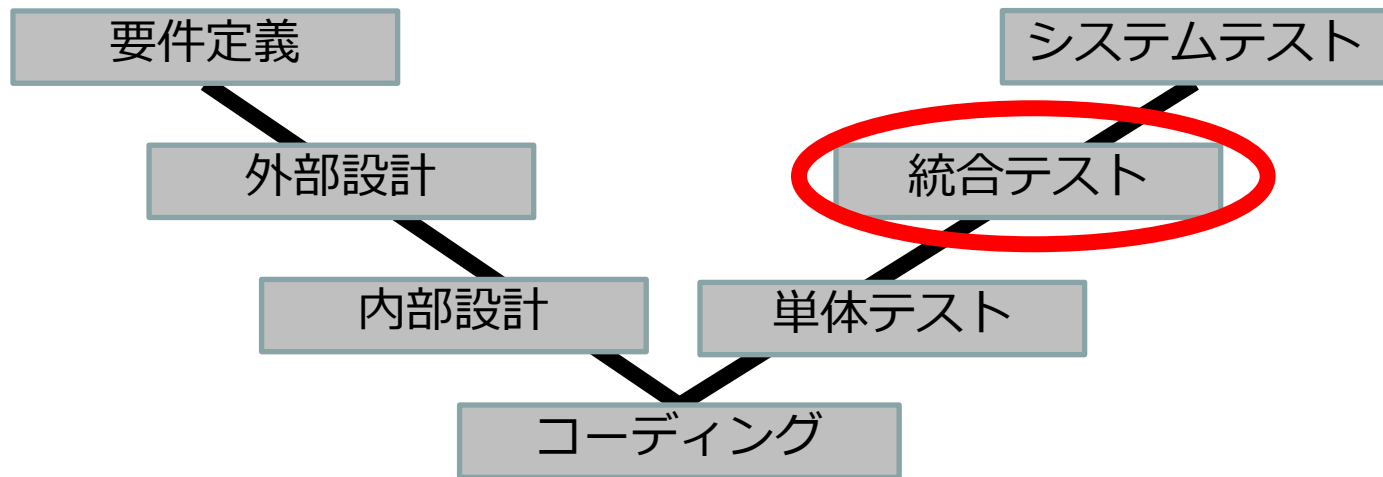 要件定義
システムテスト
外部設計
統合テスト
内部設計
単体テスト
コーディング